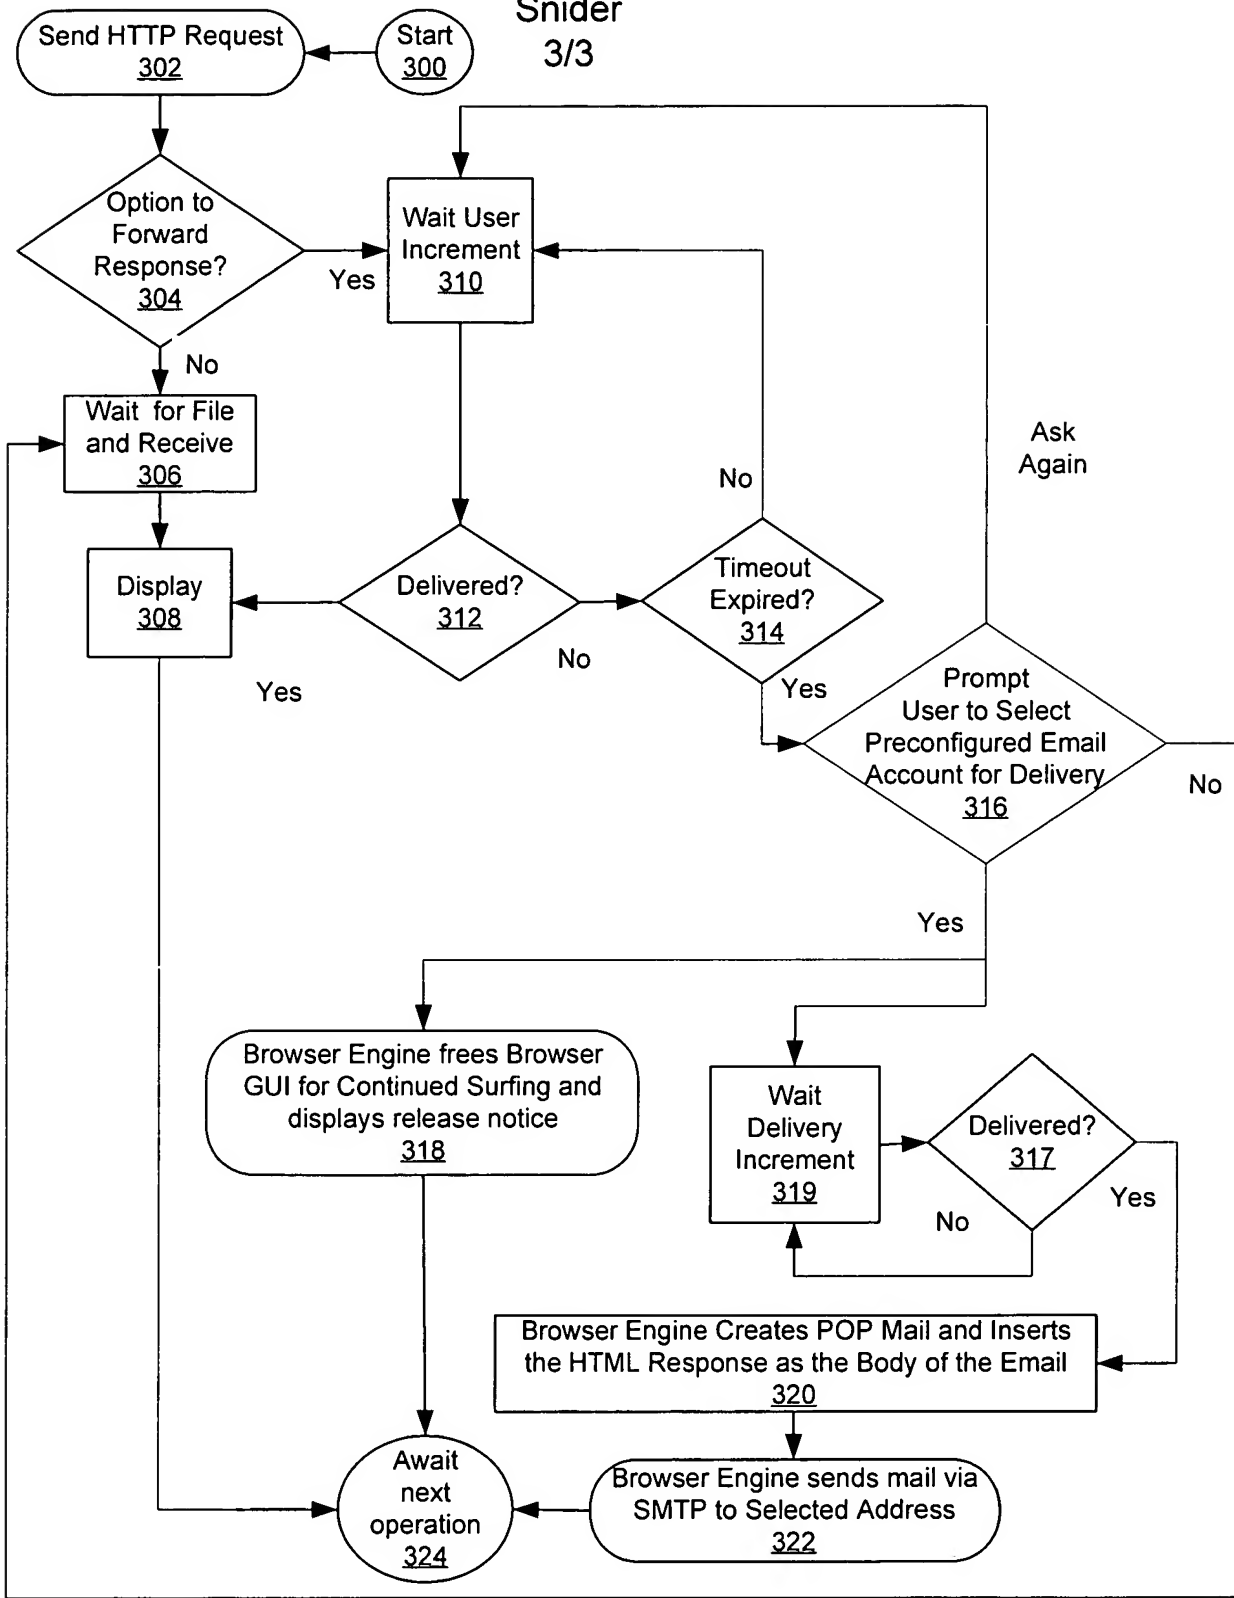 Snider
3/3
Send HTTP Request
302
Start
300
Option to
Forward
Response?
304
Yes
No
Wait User
Increment
310
Wait for File
and Receive
306
Ask
Again
No
Display
308
Delivered?
312
Timeout
Expired?
314
No
Yes
Yes
Prompt
User to Select
Preconfigured Email
Account for Delivery
316
No
Yes
Browser Engine frees Browser
GUI for Continued Surfing and
displays release notice
318
Wait
Delivery
Increment
319
Delivered?
317
Yes
No
Browser Engine Creates POP Mail and Inserts
the HTML Response as the Body of the Email
320
Browser Engine sends mail via
SMTP to Selected Address
322
Await
next
operation
324